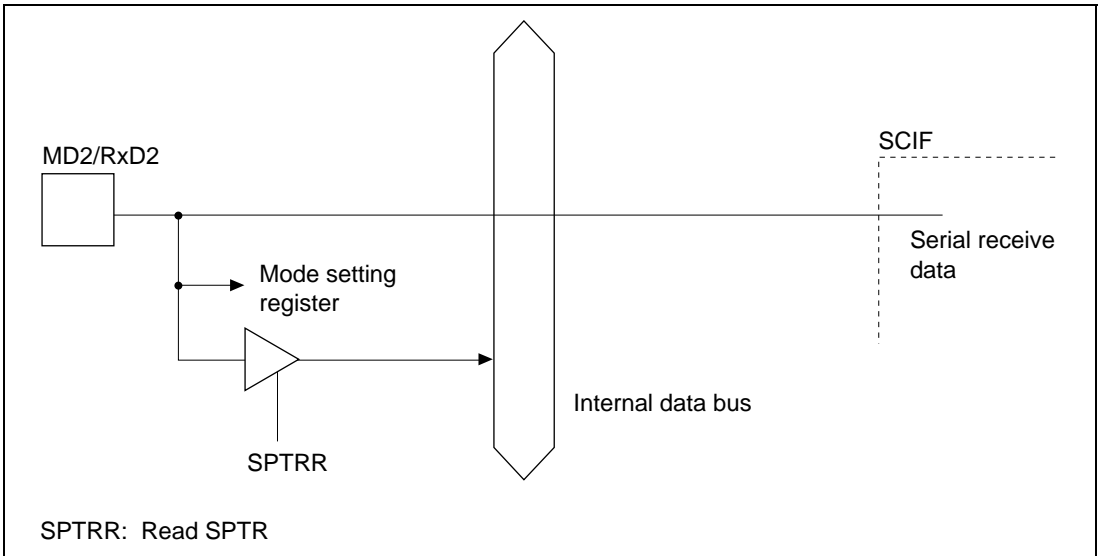 MD2/RxD2
SCIF
Serial receive
data
Mode setting
register
Internal data bus
SPTRR
SPTRR: Read SPTR